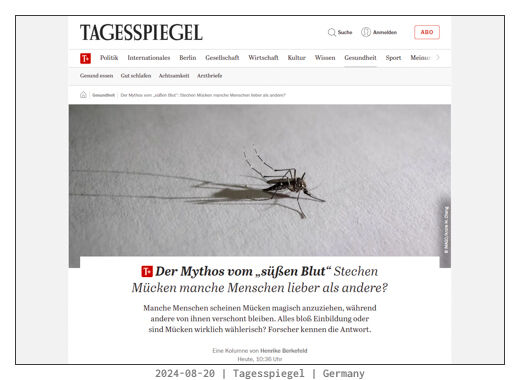 TAGESSPIEGEL
Suche
Anmelden
ABO
T+ Politik Internationales Berlin Gesellschaft Wirtschaft Kultur Wissen Gesundheit Sport
Gesund essen Gut schlafen Achtsamkeit Arztbriefe
Gesundheit Der Mythos vom „süßen Blut“: Stechen Mücken manche Menschen lieber als andere?
T+ Der Mythos vom „süßen Blut“ Stechen
Mücken manche Menschen lieber als andere?
Manche Menschen scheinen Mücken magisch anzuziehen, während
andere von ihnen verschont bleiben. Alles bloß Einbildung oder
sind Mücken wirklich wählerisch? Forscher kennen die Antwort.
Eine Kolumne von Henrike Berkefeld
Heute, 10:36 Uhr
2024-08-20 | Tagesspiegel | Germany